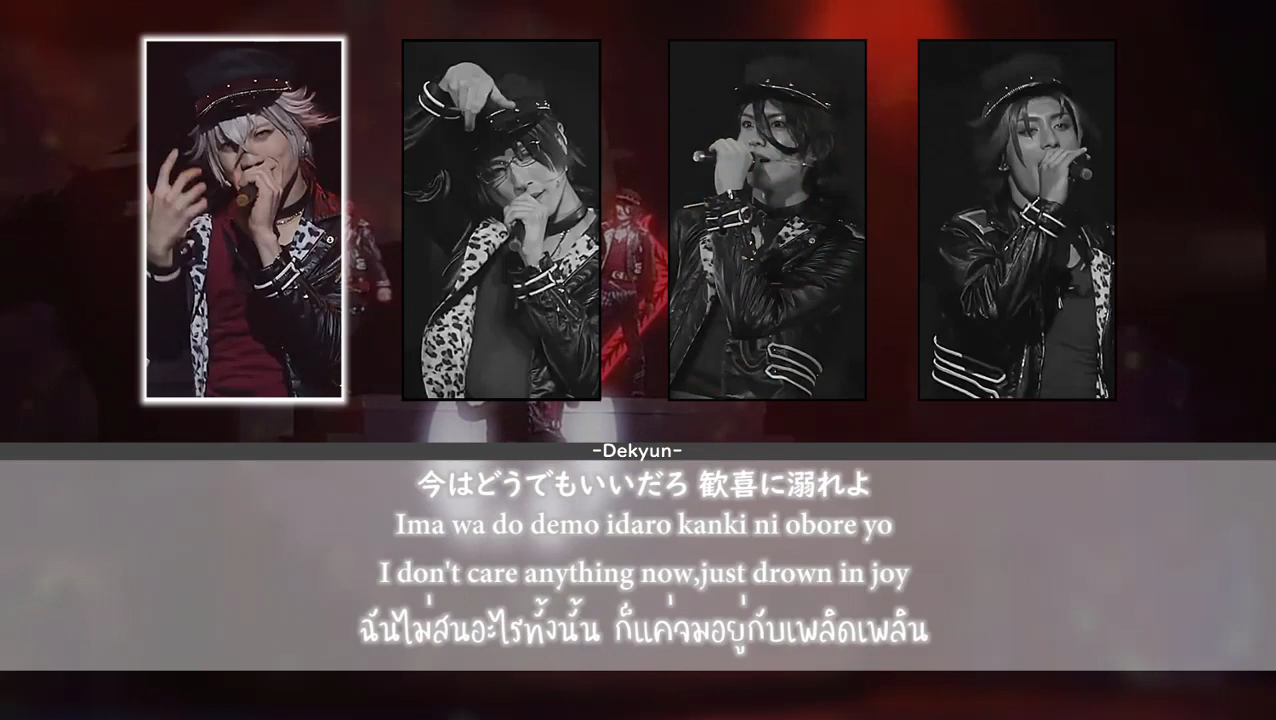 -Dekyun-
今はどうでもいいだろ 歓喜に溺れよ
Ima wa do demo idaro kanki ni obore yo
I don't care anything now,just drown in joy
ฉันไม่สนอะไรทั้งนั้น ก็แค่จมอยู่กับเพลิดเพลิน